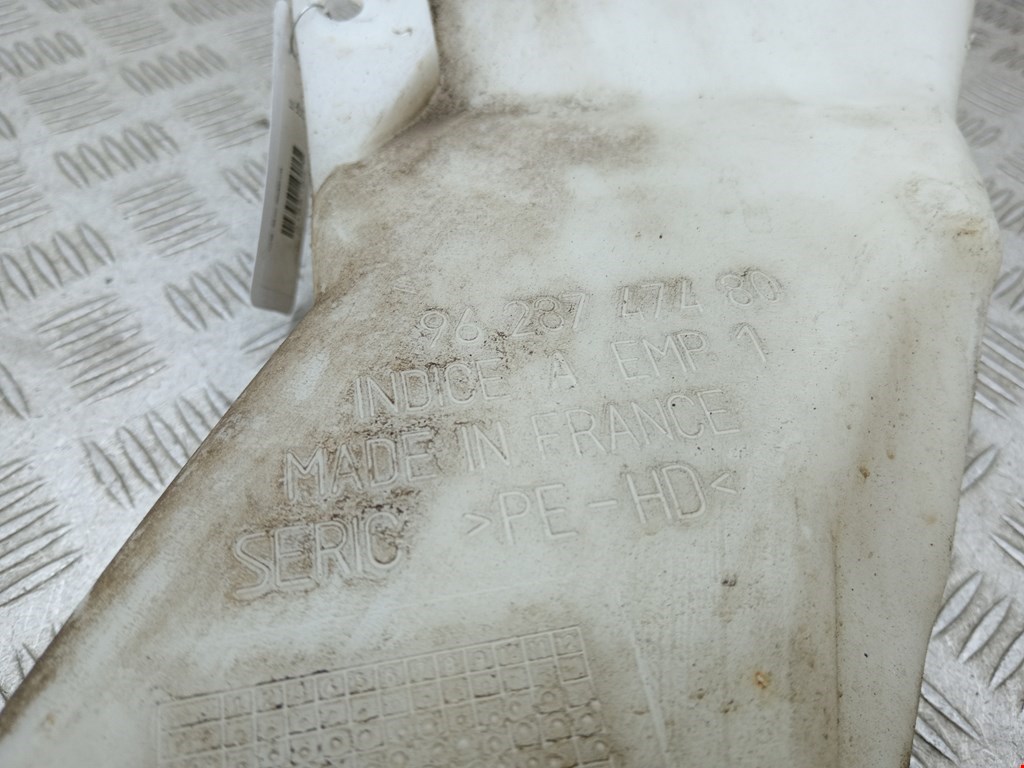 96 287 474 80
INDICE A EMP 1
MADE IN FRANCE
SERIC >PE-HD<